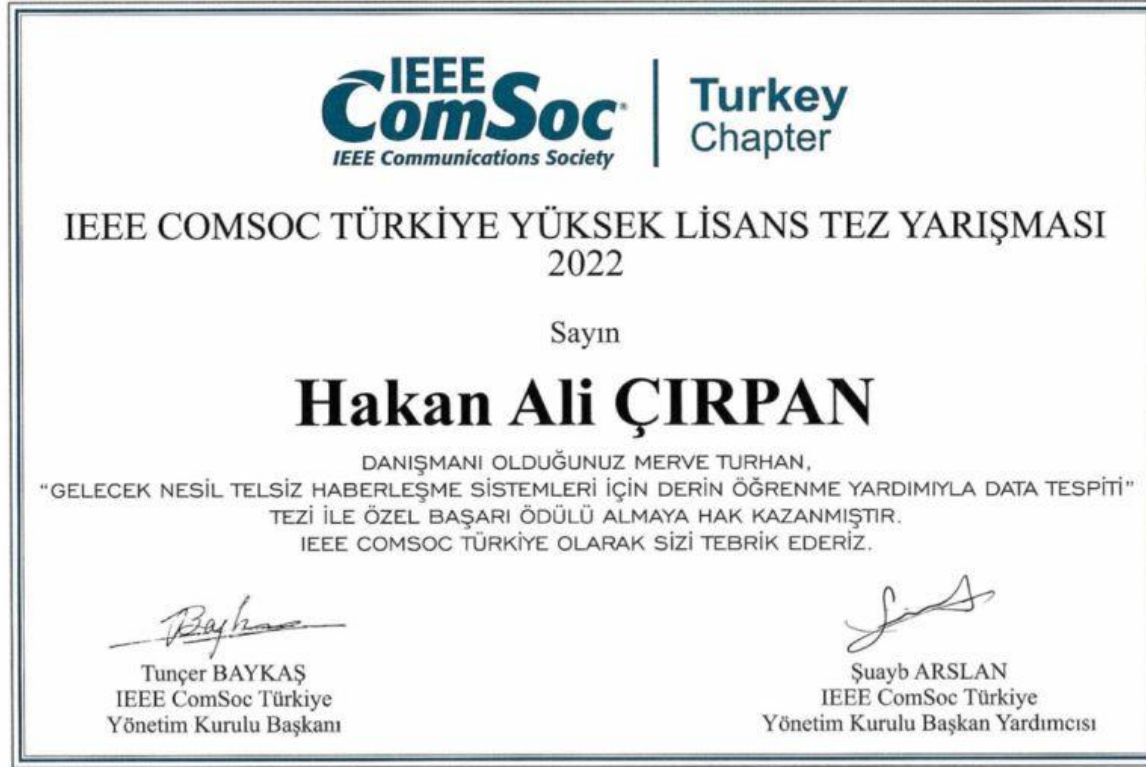 IEEE
ComSoc
IEEE Communications Society
Turkey
Chapter
IEEE COMSOC TÜRKİYE YÜKSEK LİSANS TEZ YARIŞMASI
2022
Sayın
Hakan Ali ÇIRPAN
DANIŞMANI OLDUĞUNUZ MERVE TURHAN,
"GELECEK NESİL TELSİZ HABERLEŞME SİSTEMLERİ İÇİN DERİN ÖĞRENME YARDIMIYLA DATA TESPİTİ"
TEZİ İLE ÖZEL BAŞARI ÖDÜLÜ ALMAYA HAK KAZANMIŞTIR.
IEEE COMSOC TÜRKİYE OLARAK SİZİ TEBRİK EDERİZ.
Tunçer BAYKAŞ
IEEE ComSoc Türkiye
Yönetim Kurulu Başkanı
Şuayb ARSLAN
IEEE ComSoc Türkiye
Yönetim Kurulu Başkan Yardımcısı